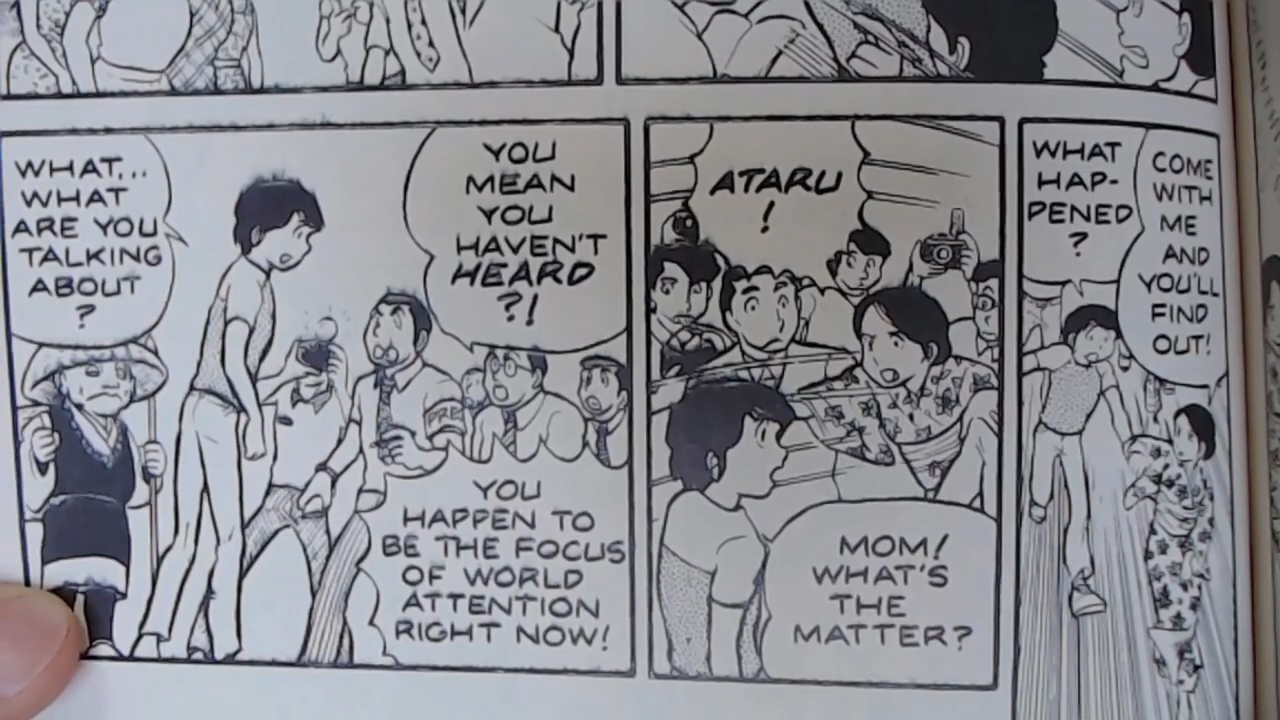 WHAT...
WHAT
ARE YOU
TALKING
ABOUT
?
YOU
MEAN
YOU
HAVEN'T
HEARD
?!
YOU
HAPPEN TO
BE THE FOCUS
OF WORLD
ATTENTION
RIGHT NOW!
ATARU
!
MOM!
WHAT'S
THE
MATTER?
WHAT
HAP-
PENED
?
COME
WITH
ME
AND
YOU'LL
FIND
OUT!